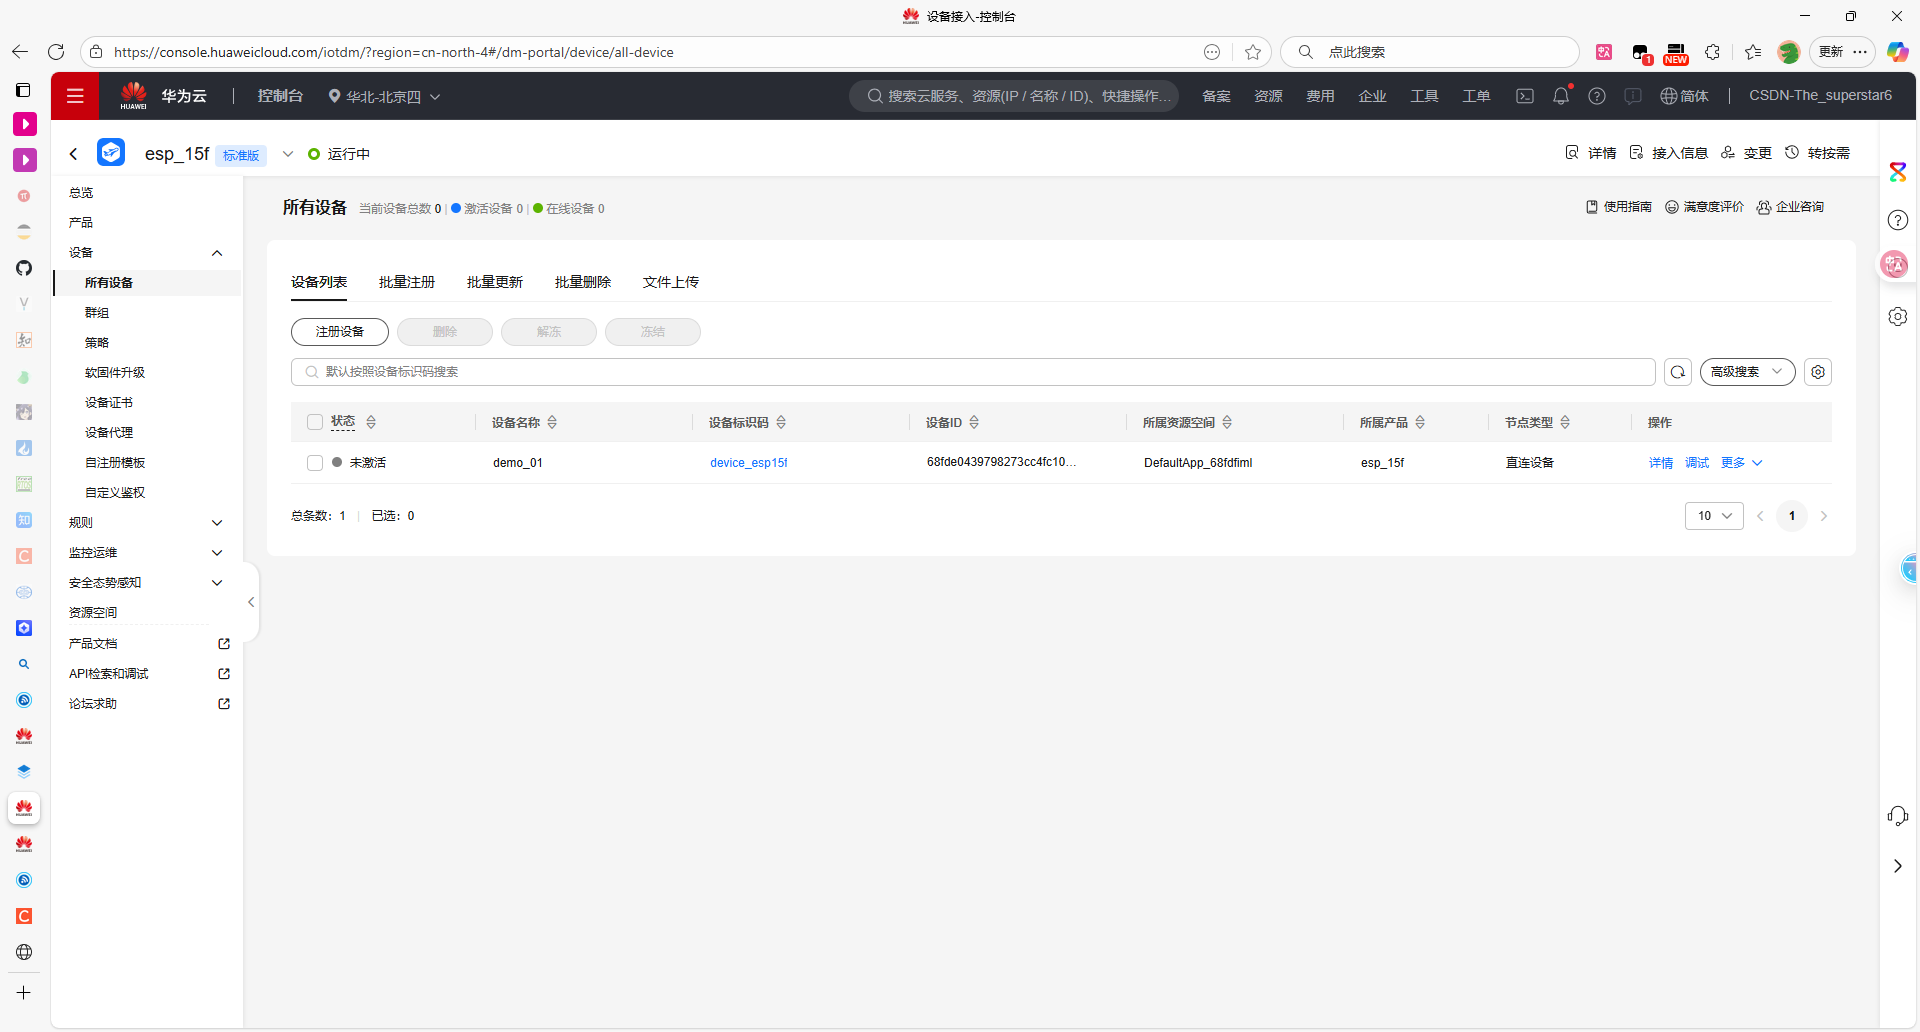 设备接入-控制台
https://console.huaweicloud.com/iotdm/?region=cn-north-4#/dm-portal/device/all-device
点此搜索
1
NEW
更新
HUAWEI
华为云
控制台
华北-北京四
搜索云服务、资源(IP / 名称 / ID)、快捷操作...
备案
资源
费用
企业
工具
工单
简体
CSDN-The_superstar6
esp_15f
标准版
运行中
详情
接入信息
变更
转按需
总览
产品
设备
所有设备
群组
策略
软固件升级
设备证书
设备代理
自注册模板
自定义鉴权
规则
监控运维
安全态势感知
资源空间
产品文档
API检索和调试
论坛求助
所有设备
当前设备总数 0
激活设备 0
在线设备 0
使用指南
满意度评价
企业咨询
设备列表
批量注册
批量更新
批量删除
文件上传
注册设备
删除
解冻
冻结
默认按照设备标识码搜索
高级搜索
状态
设备名称
设备标识码
设备ID
所属资源空间
所属产品
节点类型
操作
未激活
demo_01
device_esp15f
68fde0439798273cc4fc10...
DefaultApp_68fdfiml
esp_15f
直连设备
详情
调试
更多
总条数：1
已选：0
10
1